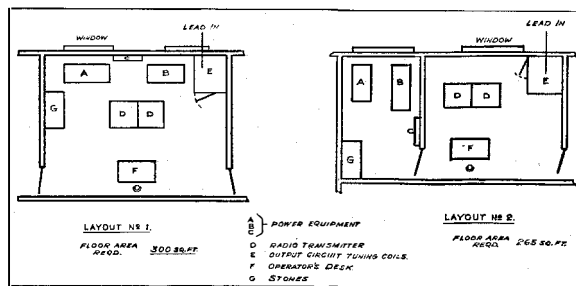 LEAD IN
WINDOW
C
A
B
E
G
D D
F
LAYOUT Nº 1.
FLOOR AREA
REQD. 300 SQ.FT.
LEAD IN
WINDOW
A
B
E
D D
C
F
G
LAYOUT Nº 2.
FLOOR AREA
REQD. 265 SQ.FT.
A
B
C
POWER EQUIPMENT
D RADIO TRANSMITTER
E OUTPUT CIRCUIT TUNING COILS.
F OPERATOR'S DESK